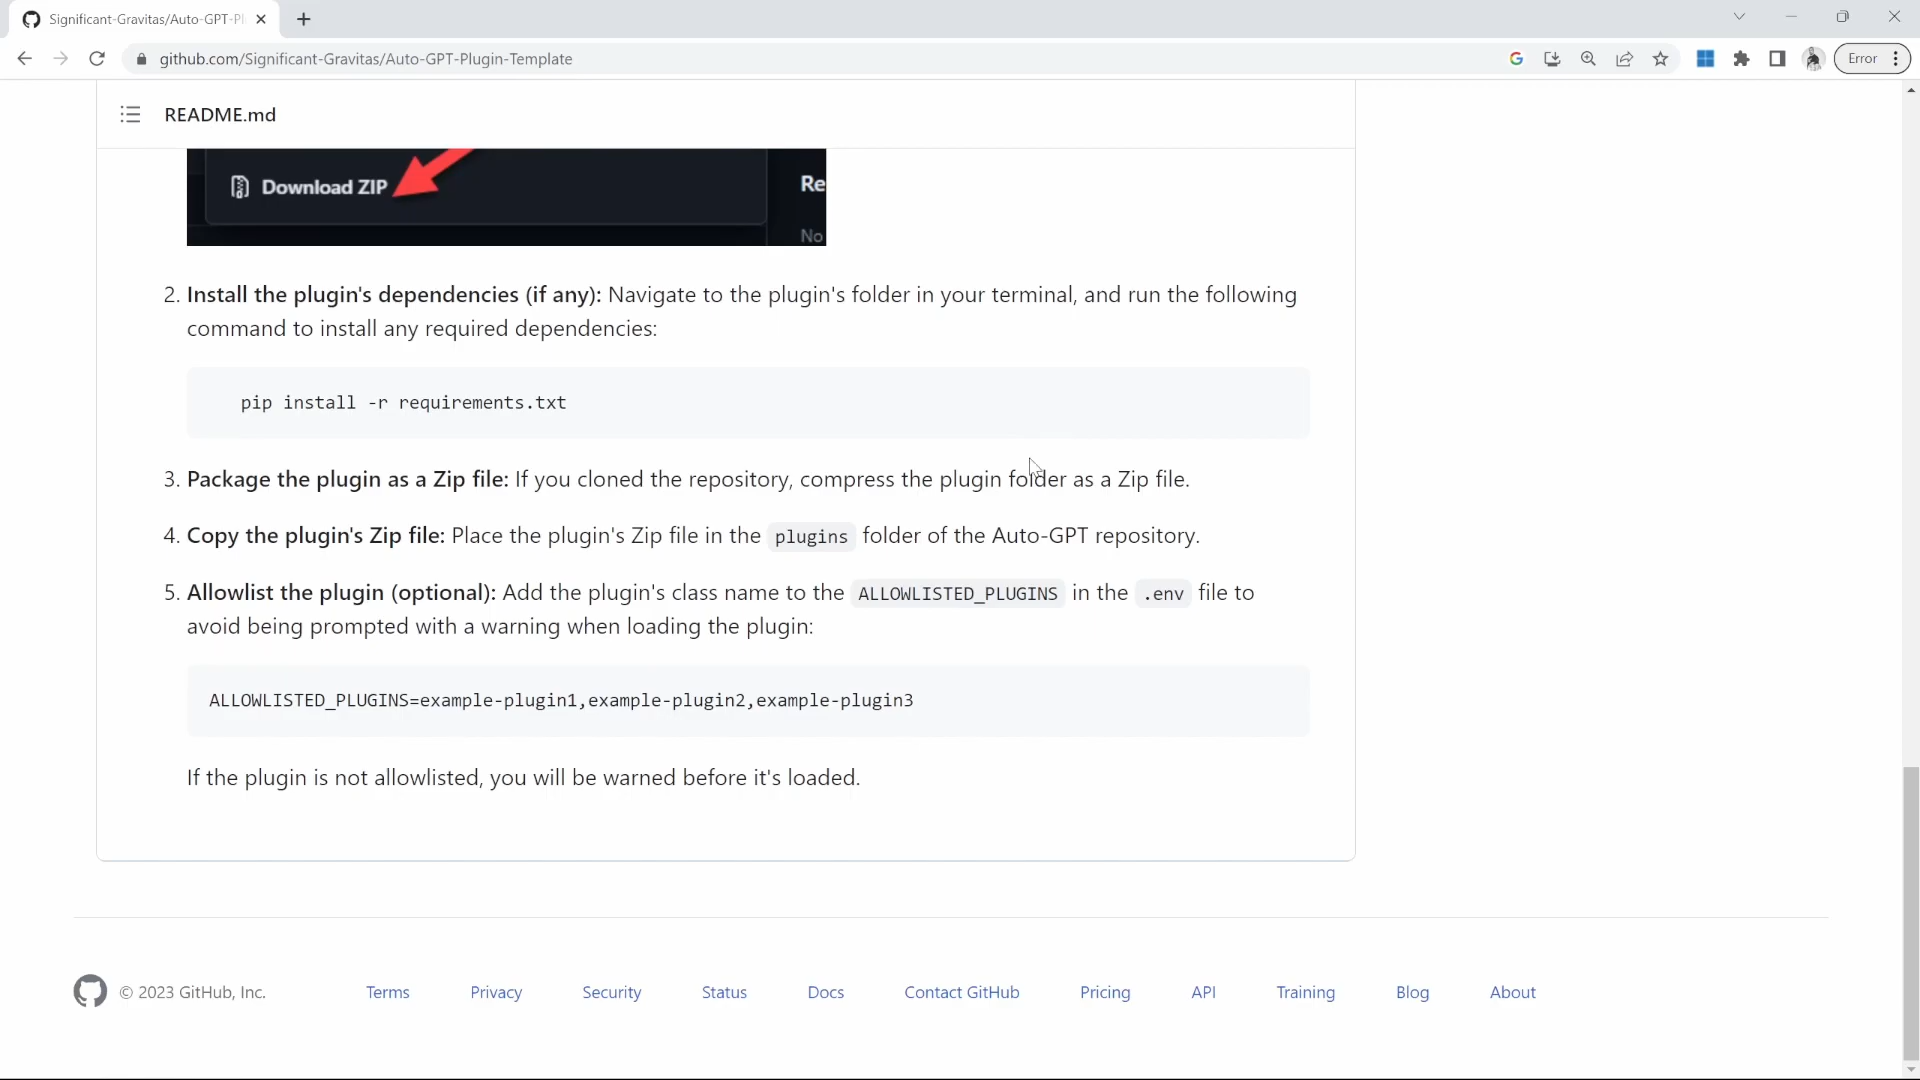 Significant-Gravitas/Auto-GPT-Pl
github.com/Significant-Gravitas/Auto-GPT-Plugin-Template
Error
README.md
Download ZIP
Re
No
2. Install the plugin's dependencies (if any): Navigate to the plugin's folder in your terminal, and run the following
command to install any required dependencies:
pip install -r requirements.txt
3. Package the plugin as a Zip file: If you cloned the repository, compress the plugin folder as a Zip file.
4. Copy the plugin's Zip file: Place the plugin's Zip file in the plugins folder of the Auto-GPT repository.
5. Allowlist the plugin (optional): Add the plugin's class name to the ALLOWLISTED_PLUGINS in the .env file to
avoid being prompted with a warning when loading the plugin:
ALLOWLISTED_PLUGINS=example-plugin1,example-plugin2,example-plugin3
If the plugin is not allowlisted, you will be warned before it's loaded.
© 2023 GitHub, Inc. Terms Privacy Security Status Docs Contact GitHub Pricing API Training Blog About